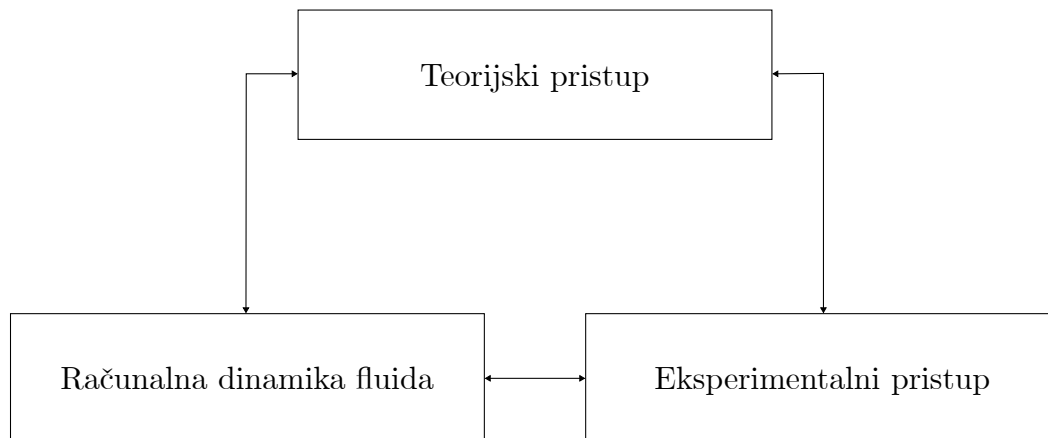 Teorijski pristup
Računalna dinamika fluida
Eksperimentalni pristup